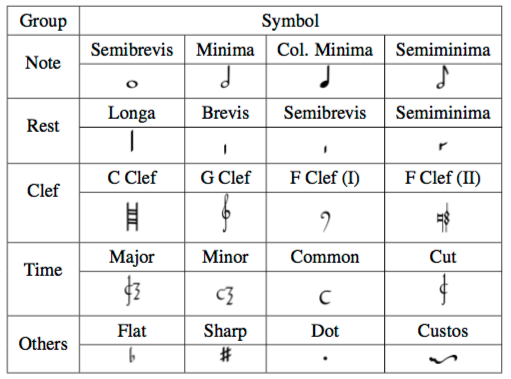 Group Symbol
Note Semibrevis Minima Col. Minima Semiminima
Rest Longa Brevis Semibrevis Semiminima
Clef C Clef G Clef F Clef (I) F Clef (II)
Time Major Minor Common Cut
Others Flat Sharp Dot Custos